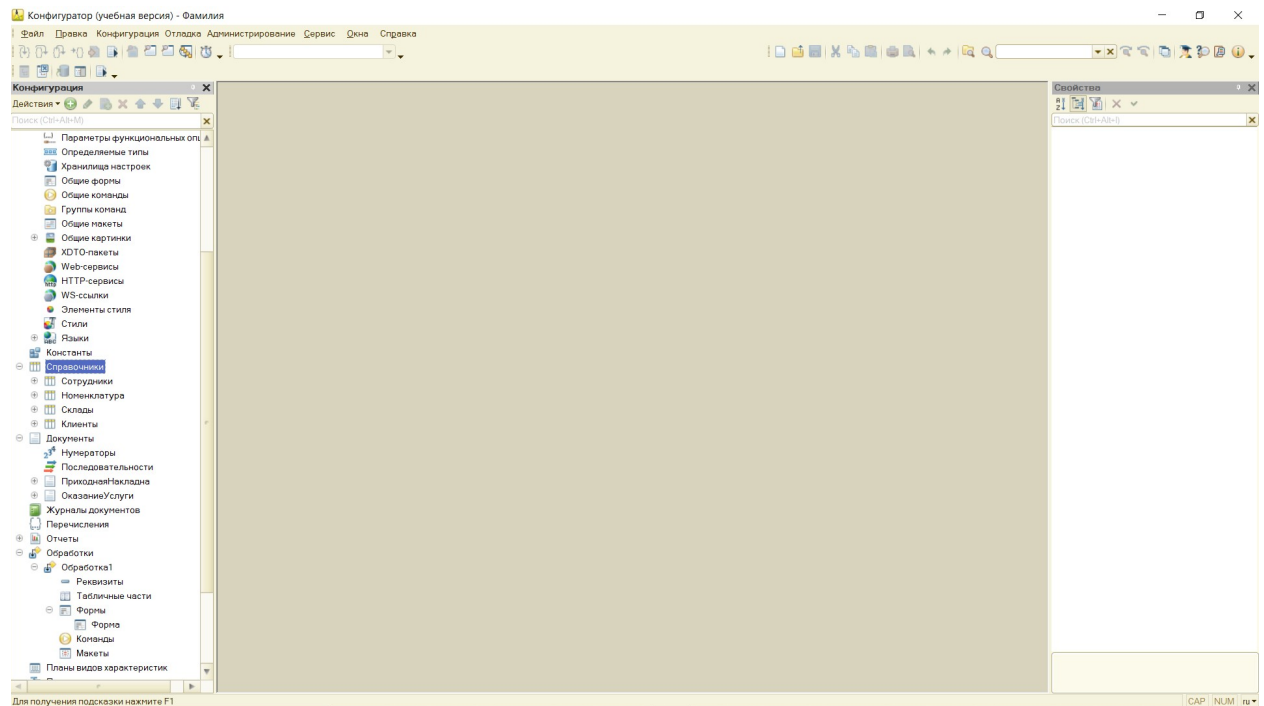 Конфигуратор (учебная версия) - Фамилия
Файл Правка Конфигурация Отладка Администрирование Сервис Окна Справка
Конфигурация
Свойства
Действия
Поиск (Ctrl+Alt+M)
Поиск (Ctrl+Alt+I)
Параметры функциональных опц
Определяемые типы
Хранилища настроек
Общие формы
Общие команды
Группы команд
Общие макеты
Общие картинки
XDTO-пакеты
Web-сервисы
HTTP-сервисы
WS-ссылки
Элементы стиля
Стили
Языки
Константы
Справочники
Сотрудники
Номенклатура
Склады
Клиенты
Документы
Нумераторы
Последовательности
ПриходнаяНакладна
ОказаниеУслуги
Журналы документов
Перечисления
Отчеты
Обработки
Обработка1
Реквизиты
Табличные части
Формы
Форма
Команды
Макеты
Планы видов характеристик
Для получения подсказки нажмите F1
CAP NUM ru